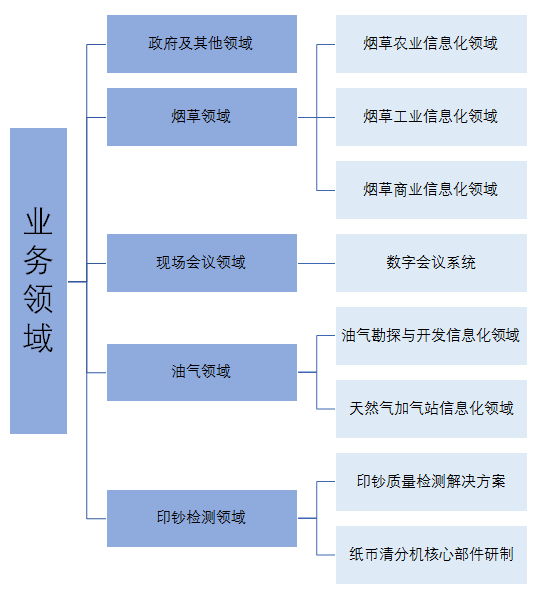 业务领域
政府及其他领域
烟草领域
烟草农业信息化领域
烟草工业信息化领域
烟草商业信息化领域
现场会议领域
数字会议系统
油气领域
油气勘探与开发信息化领域
天然气加气站信息化领域
印钞检测领域
印钞质量检测解决方案
纸币清分机核心部件研制